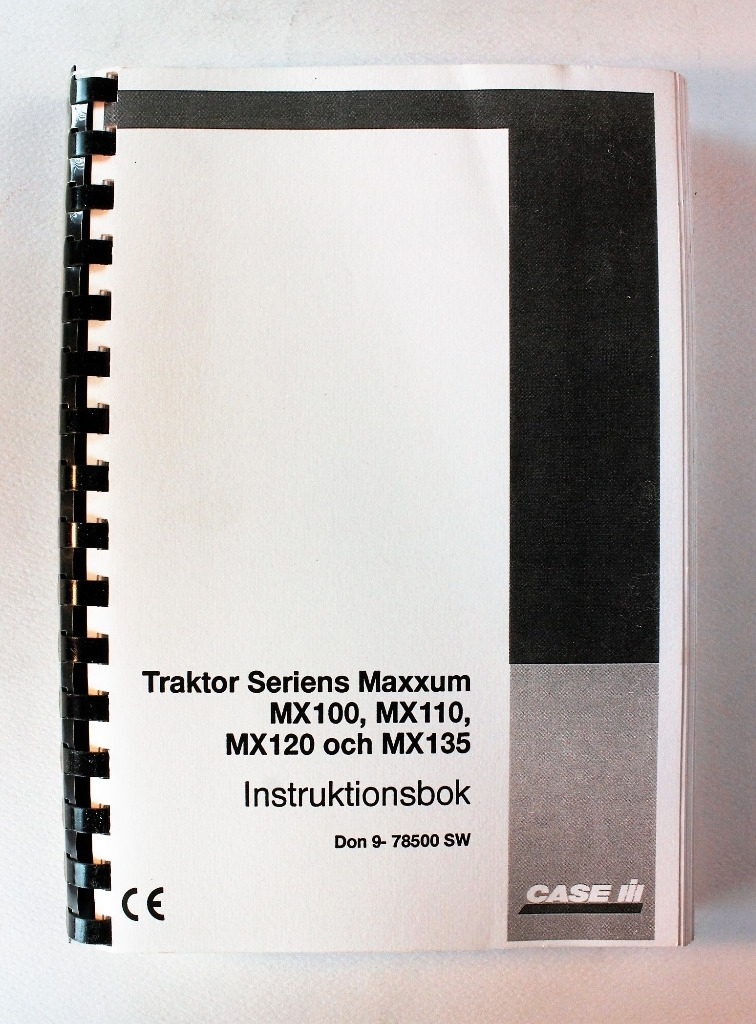 Traktor Seriens Maxxum
MX100, MX110,
MX120 och MX135
Instruktionsbok
Don 9- 78500 SW
CE
CASE IH